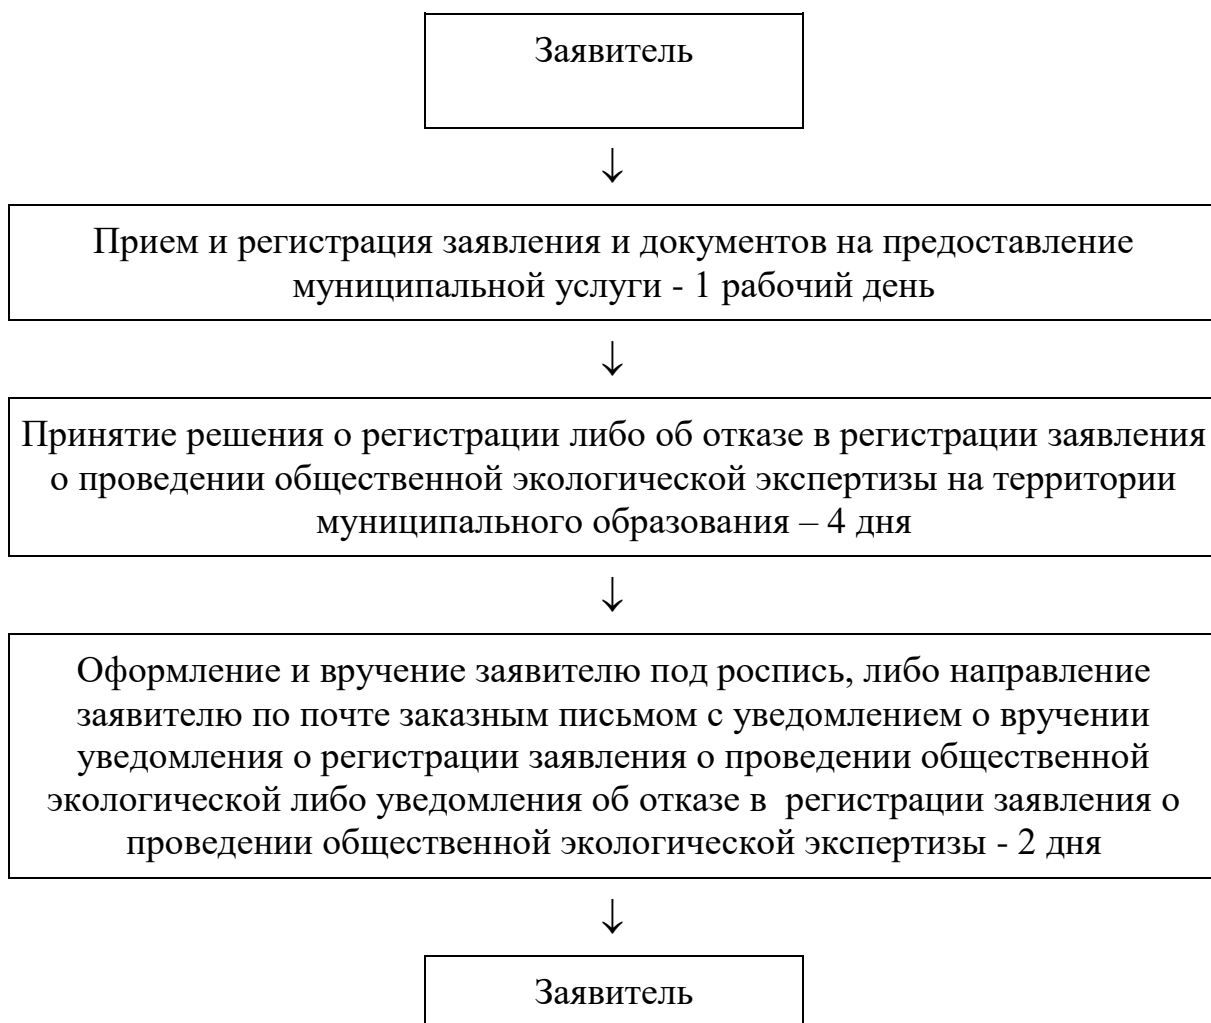 Заявитель
↓
Прием и регистрация заявления и документов на предоставление
муниципальной услуги - 1 рабочий день
↓
Принятие решения о регистрации либо об отказе в регистрации заявления
о проведении общественной экологической экспертизы на территории
муниципального образования – 4 дня
↓
Оформление и вручение заявителю под роспись, либо направление
заявителю по почте заказным письмом с уведомлением о вручении
уведомления о регистрации заявления о проведении общественной
экологической либо уведомления об отказе в  регистрации заявления о
проведении общественной экологической экспертизы - 2 дня
↓
Заявитель